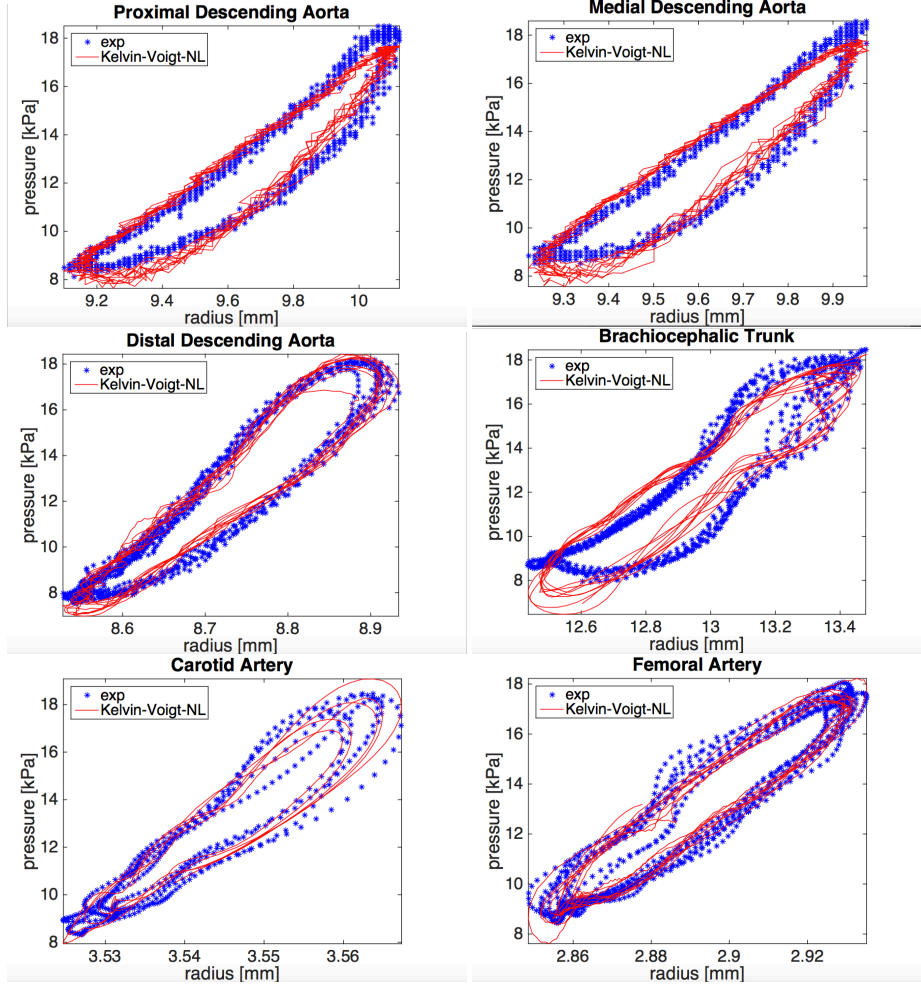 Proximal Descending Aorta
exp
Kelvin-Voigt-NL
pressure [kPa]
18
16
14
12
10
8
9.2 9.4 9.6 9.8 10
radius [mm]
Medial Descending Aorta
exp
Kelvin-Voigt-NL
pressure [kPa]
18
16
14
12
10
8
9.3 9.4 9.5 9.6 9.7 9.8 9.9
radius [mm]
Distal Descending Aorta
exp
Kelvin-Voigt-NL
pressure [kPa]
18
16
14
12
10
8
8.6 8.7 8.8 8.9
radius [mm]
Brachiocephalic Trunk
exp
Kelvin-Voigt-NL
pressure [kPa]
18
16
14
12
10
8
12.6 12.8 13 13.2 13.4
radius [mm]
Carotid Artery
exp
Kelvin-Voigt-NL
pressure [kPa]
18
16
14
12
10
8
3.53 3.54 3.55 3.56
radius [mm]
Femoral Artery
exp
Kelvin-Voigt-NL
pressure [kPa]
18
16
14
12
10
8
2.86 2.88 2.9 2.92
radius [mm]